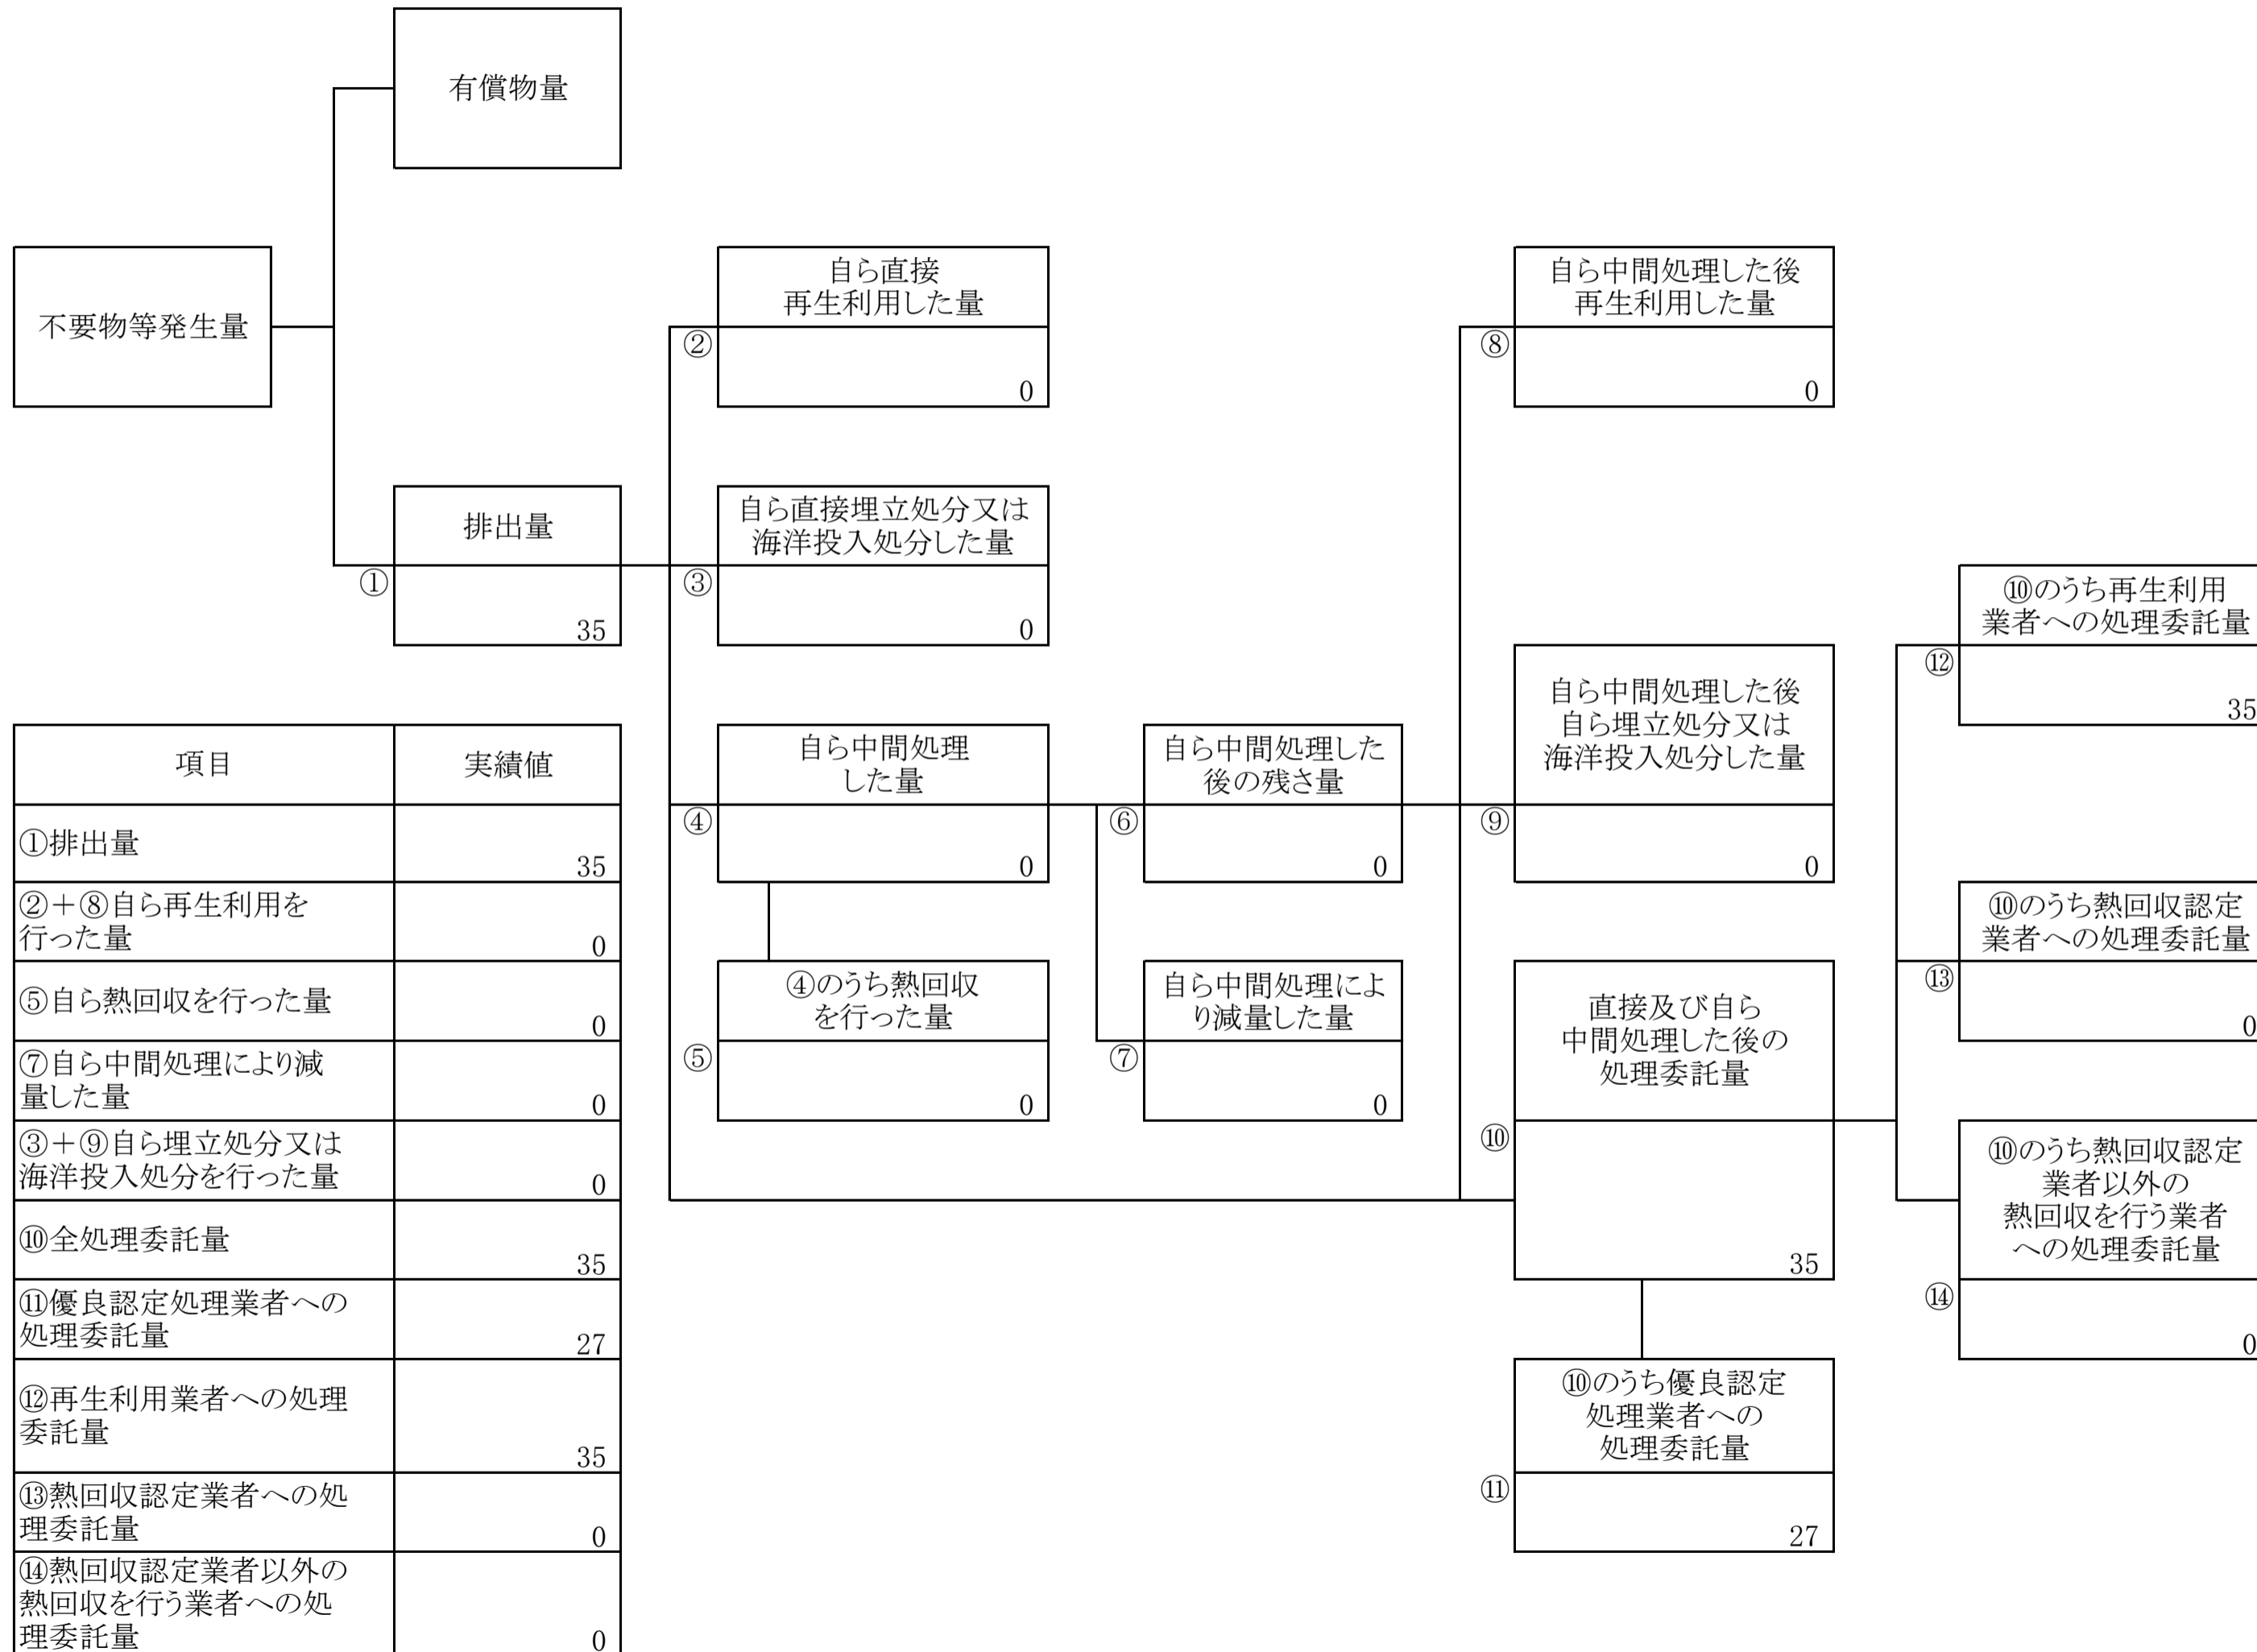 有償物量
不要物等発生量
自ら直接
再生利用した量
②
0
自ら中間処理した後
再生利用した量
⑧
0
排出量
①
35
自ら直接埋立処分又は
海洋投入処分した量
③
0
⑩のうち再生利用
業者への処理委託量
⑫
35
自ら中間処理
した量
④
0
自ら中間処理した
後の残さ量
⑥
0
自ら中間処理した後
自ら埋立処分又は
海洋投入処分した量
⑨
0
⑩のうち熱回収認定
業者への処理委託量
⑬
0
④のうち熱回収
を行った量
⑤
0
自ら中間処理によ
り減量した量
⑦
0
直接及び自ら
中間処理した後の
処理委託量
⑩
35
⑩のうち熱回収認定
業者以外の
熱回収を行う業者
への処理委託量
⑭
0
⑩のうち優良認定
処理業者への
処理委託量
⑪
27
項目 実績値
①排出量
35
②+⑧自ら再生利用を
行った量
0
⑤自ら熱回収を行った量
0
⑦自ら中間処理により減
量した量
0
③+⑨自ら埋立処分又は
海洋投入処分を行った量
0
⑩全処理委託量
35
⑪優良認定処理業者への
処理委託量
27
⑫再生利用業者への処理
委託量
35
⑬熱回収認定業者への処
理委託量
0
⑭熱回収認定業者以外の
熱回収を行う業者への処
理委託量
0